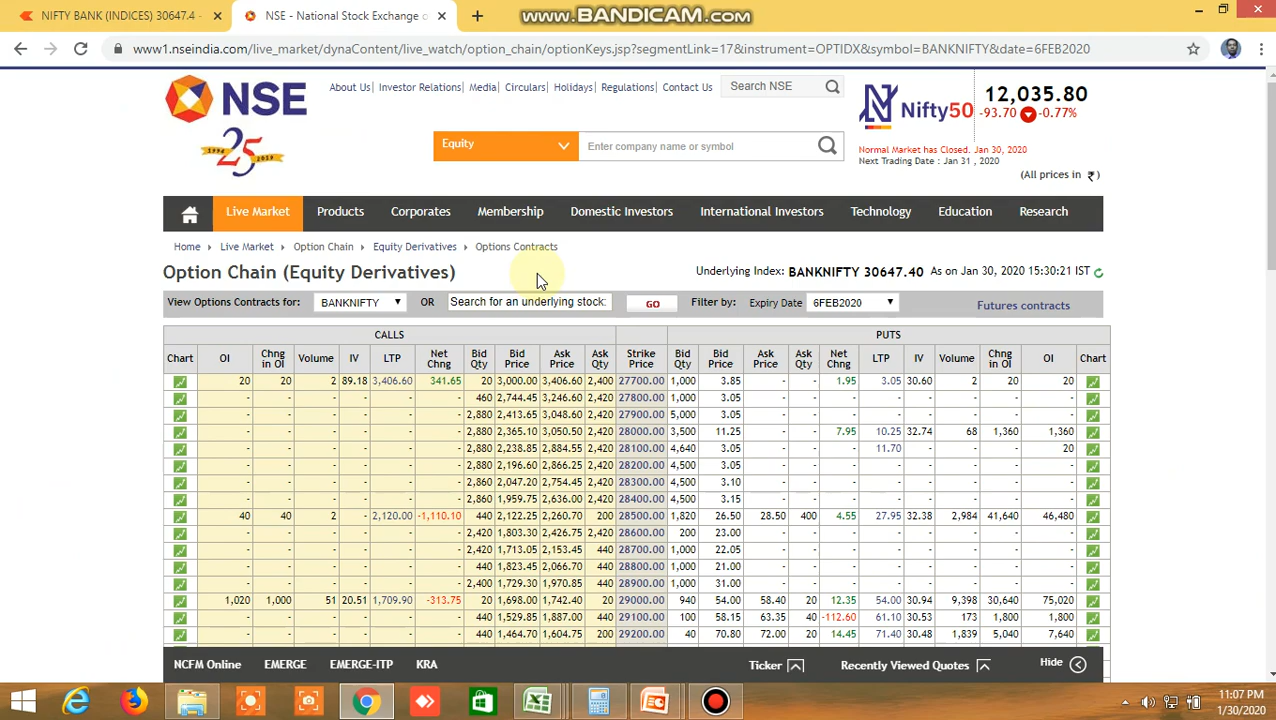 NIFTY BANK (INDICES) 30647.4 -
NSE - National Stock Exchange o
www.BANDICAM.com
www1.nseindia.com/live_market/dynaContent/live_watch/option_chain/optionKeys.jsp?segmentLink=17&instrument=OPTIDX&symbol=BANKNIFTY&date=6FEB2020
NSE
About Us | Investor Relations | Media | Circulars | Holidays | Regulations | Contact Us
Search NSE
Nifty50
12,035.80
-93.70 -0.77%
Equity
Enter company name or symbol
Normal Market has Closed. Jan 30, 2020
Next Trading Date : Jan 31 , 2020
(All prices in ₹)
Live Market Products Corporates Membership Domestic Investors International Investors Technology Education Research
Home Live Market Option Chain Equity Derivatives Options Contracts
Option Chain (Equity Derivatives)
Underlying Index: BANKNIFTY 30647.40 As on Jan 30, 2020 15:30:21 IST
View Options Contracts for: BANKNIFTY OR Search for an underlying stock: GO Filter by: Expiry Date 6FEB2020 Futures contracts
CALLS PUTS
Chart OI Chng in OI Volume IV LTP Net Chng Bid Qty Bid Price Ask Price Ask Qty Strike Price Bid Qty Bid Price Ask Price Ask Qty Net Chng LTP IV Volume Chng in OI OI Chart
20 20 2 89.18 3,406.60 341.65 20 3,000.00 3,406.60 2,400 27700.00 1,000 3.85 - - 1.95 3.05 30.60 2 20 20
- - - - - - 460 2,744.45 3,246.60 2,640 27800.00 1,000 3.05 - - - - - - - -
- - - - - - 2,880 2,413.65 3,048.60 2,640 27900.00 5,000 3.05 - - - - - - - -
- - - - - - 2,880 2,365.10 3,050.50 2,420 28000.00 3,500 11.25 - - 7.95 10.25 32.74 68 1,360 1,360
- - - - - - 2,880 2,238.85 2,884.55 2,420 28100.00 4,640 3.05 - - - 11.70 - - - 20
- - - - - - 2,880 2,196.60 2,866.25 2,420 28200.00 4,500 3.05 - - - - - - - -
- - - - - - 2,880 2,047.20 2,754.45 2,420 28300.00 4,500 3.10 - - - - - - - -
- - - - - - 2,860 1,959.75 2,636.00 2,420 28400.00 4,500 3.15 - - - - - - - -
40 40 2 - 2,120.00 -1,110.10 440 2,122.25 2,260.70 200 28500.00 1,820 26.50 28.50 400 4.55 27.95 32.38 2,984 41,640 46,480
- - - - - - 2,420 1,803.30 2,426.75 2,420 28600.00 200 23.00 - - - - - - - -
- - - - - - 2,420 1,713.05 2,153.45 440 28700.00 1,000 22.05 - - - - - - - -
- - - - - - 440 1,823.45 2,066.70 440 28800.00 1,000 21.00 - - - - - - - -
- - - - - - 2,400 1,729.30 1,970.85 440 28900.00 1,000 31.00 - - - - - - - -
1,020 1,000 51 20.51 1,709.90 -313.75 20 1,698.00 1,742.40 20 29000.00 940 54.00 58.40 20 12.35 54.00 30.94 9,398 30,640 75,020
- - - - - - 440 1,529.85 1,887.00 440 29100.00 100 58.15 63.35 40 -112.60 61.10 30.53 173 1,800 1,800
- - - - - - 440 1,464.70 1,604.75 200 29200.00 40 70.80 72.00 20 14.45 71.40 30.48 1,839 5,040 7,640
NCFM Online EMERGE EMERGE-ITP KRA Ticker Recently Viewed Quotes Hide
11:07 PM
1/30/2020